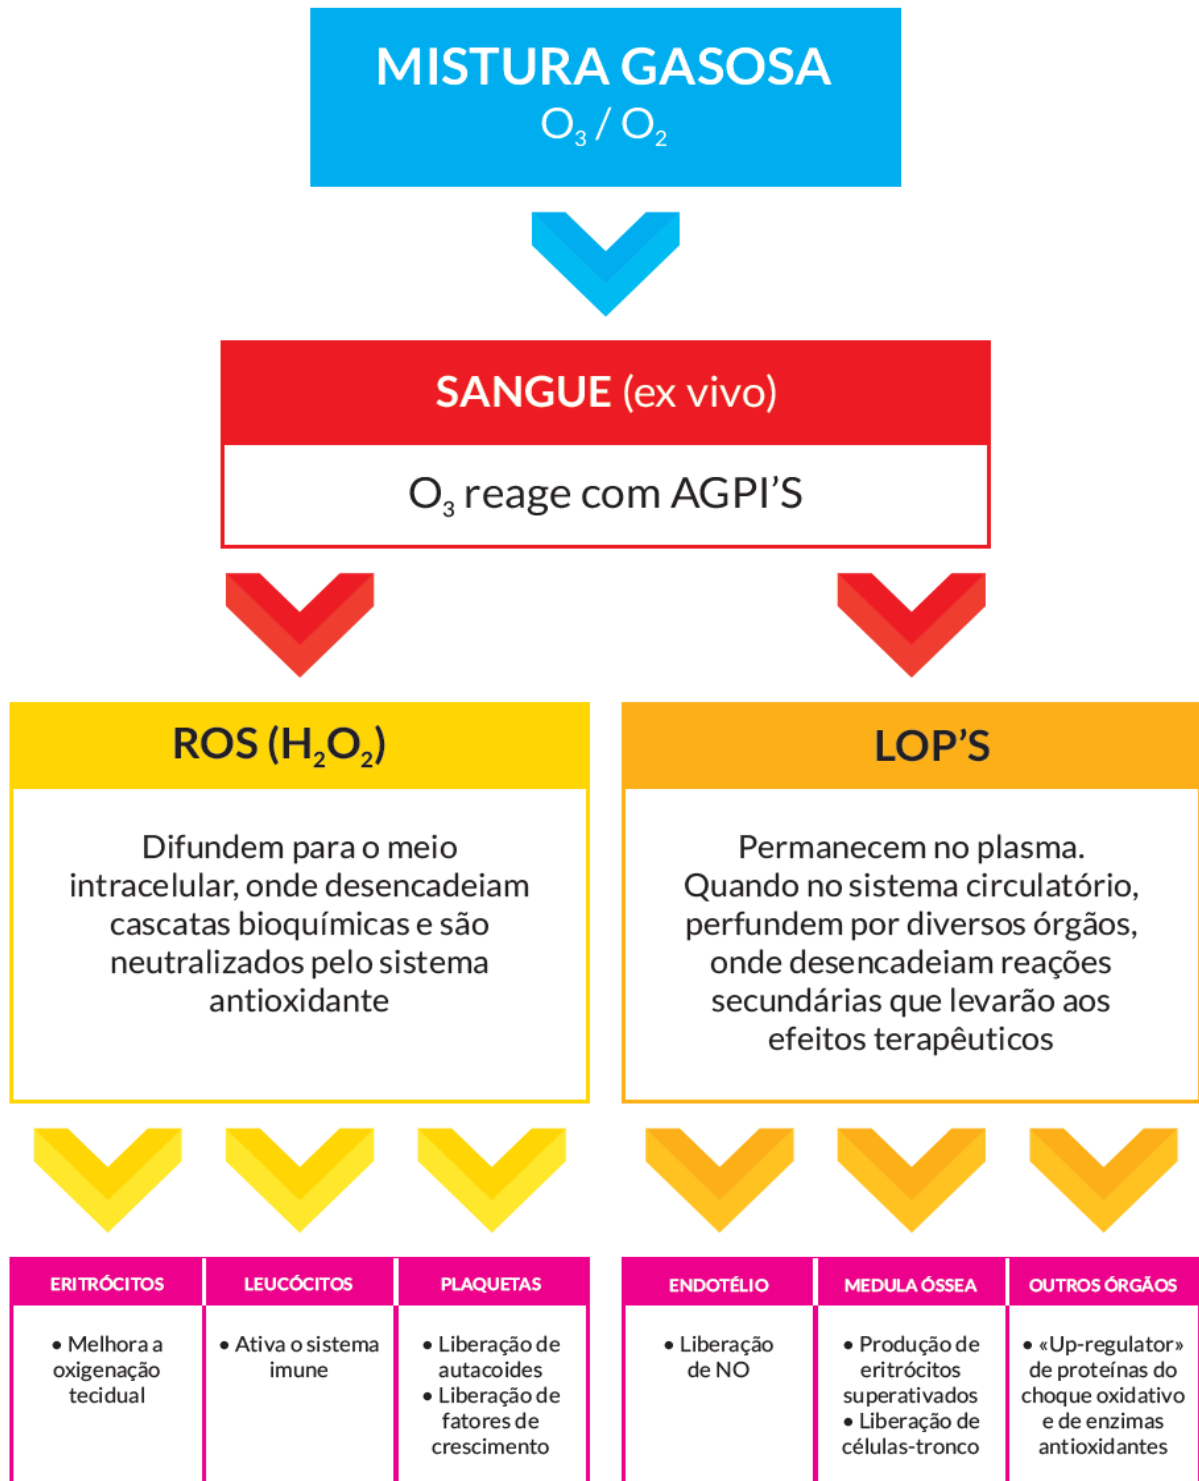 MISTURA GASOSA
O₃ / O₂
SANGUE (ex vivo)
O₃ reage com AGPI’S
ROS (H₂O₂)
Difundem para o meio
intracelular, onde desencadeiam
cascatas bioquímicas e são
neutralizados pelo sistema
antioxidante
LOP’S
Permanecem no plasma.
Quando no sistema circulatório,
perfundem por diversos órgãos,
onde desencadeiam reações
secundárias que levarão aos
efeitos terapêuticos
ERITRÓCITOS
• Melhora a
oxigenação
tecidual
LEUCÓCITOS
• Ativa o sistema
imune
PLAQUETAS
• Liberação de
autacoides
• Liberação de
fatores de
crescimento
ENDOTÉLIO
• Liberação
de NO
MEDULA ÓSSEA
• Produção de
eritrócitos
superativados
• Liberação de
células-tronco
OUTROS ÓRGÃOS
• «Up-regulator»
de proteínas do
choque oxidativo
e de enzimas
antioxidantes